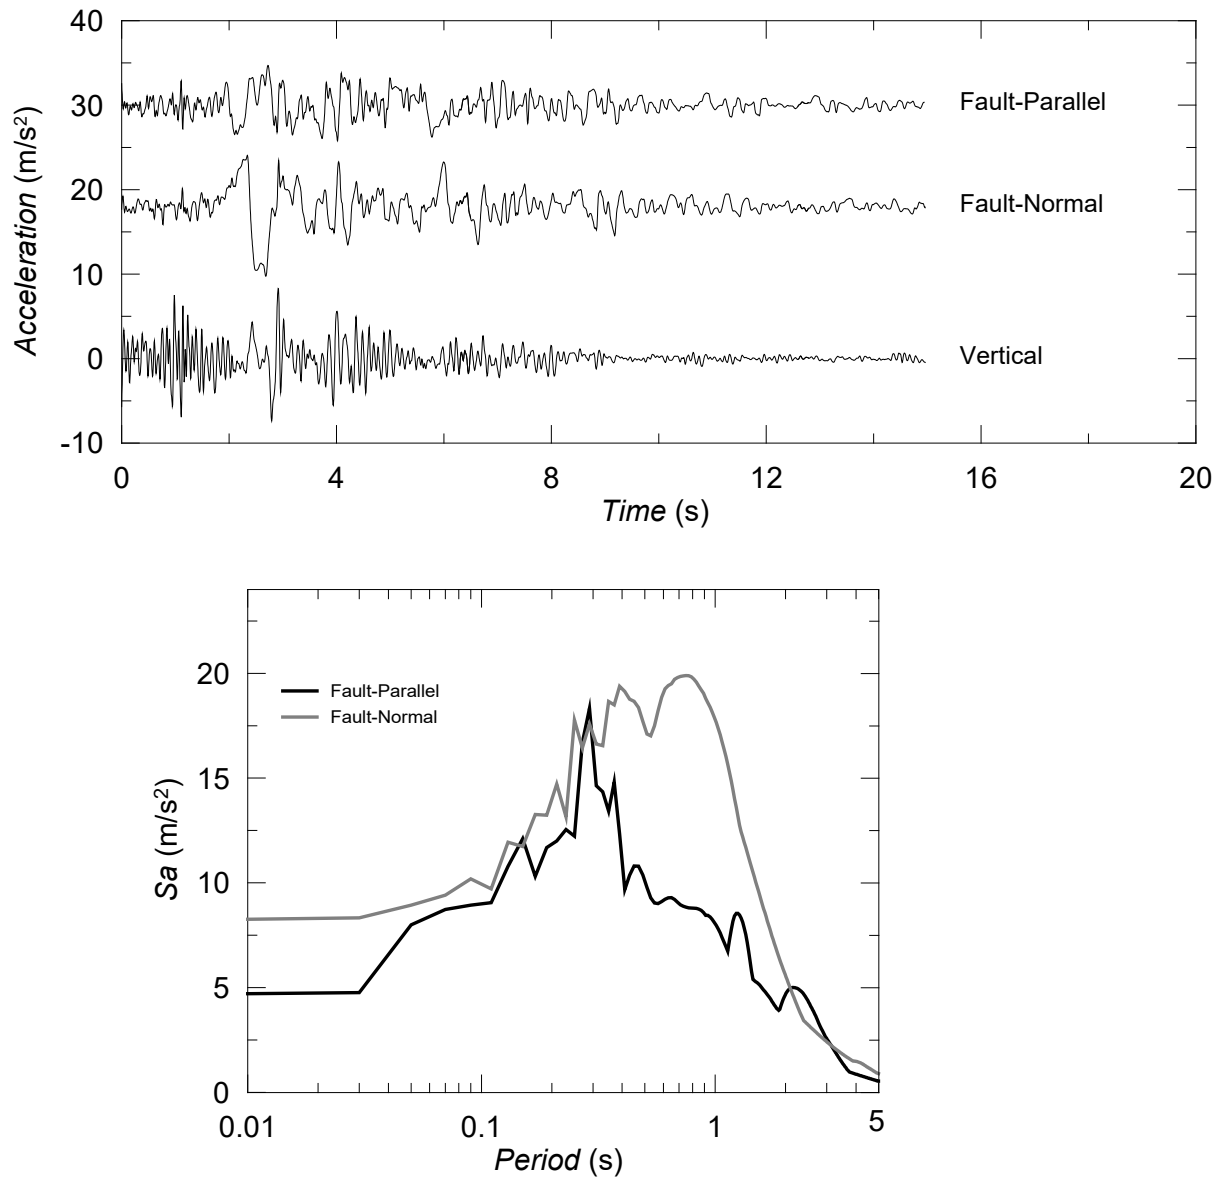 40
30
20
10
0
-10
Acceleration (m/s²)
Fault-Parallel
Fault-Normal
Vertical
0 4 8 12 16 20
Time (s)
20
15
10
5
0
Sa (m/s²)
Fault-Parallel
Fault-Normal
0.01 0.1 1 5
Period (s)